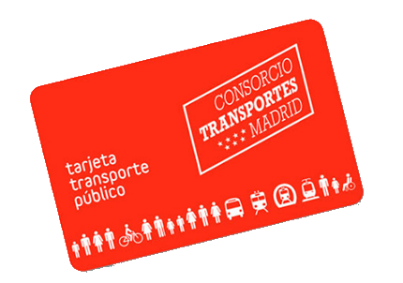 CONSORCIO
TRANSPORTES
MADRID
tarjeta
transporte
público